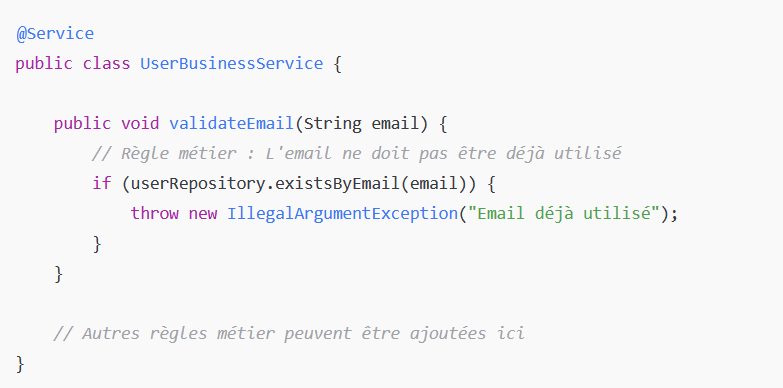 @Service
public class UserBusinessService {
    public void validateEmail(String email) {
        // Règle métier : L'email ne doit pas être déjà utilisé
        if (userRepository.existsByEmail(email)) {
            throw new IllegalArgumentException("Email déjà utilisé");
        }
    }
    // Autres règles métier peuvent être ajoutées ici
}